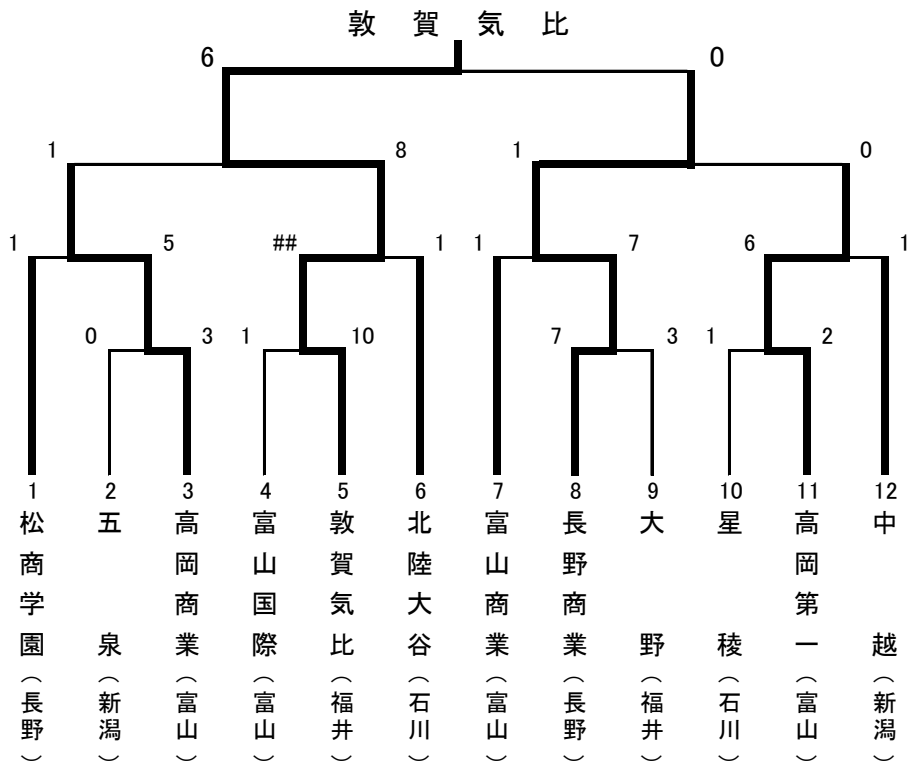 敦賀気比
6 0
1 8 1 0
1 5 ## 1 1 7 6 1
0 3 1 10 7 3 1 2
1 2 3 4 5 6 7 8 9 10 11 12
松商学園（長野）
五泉（新潟）
高岡商業（富山）
富山国際（富山）
敦賀気比（福井）
北陸大谷（石川）
富山商業（富山）
長野商業（長野）
大野（福井）
星稜（石川）
高岡第一（富山）
中越（新潟）